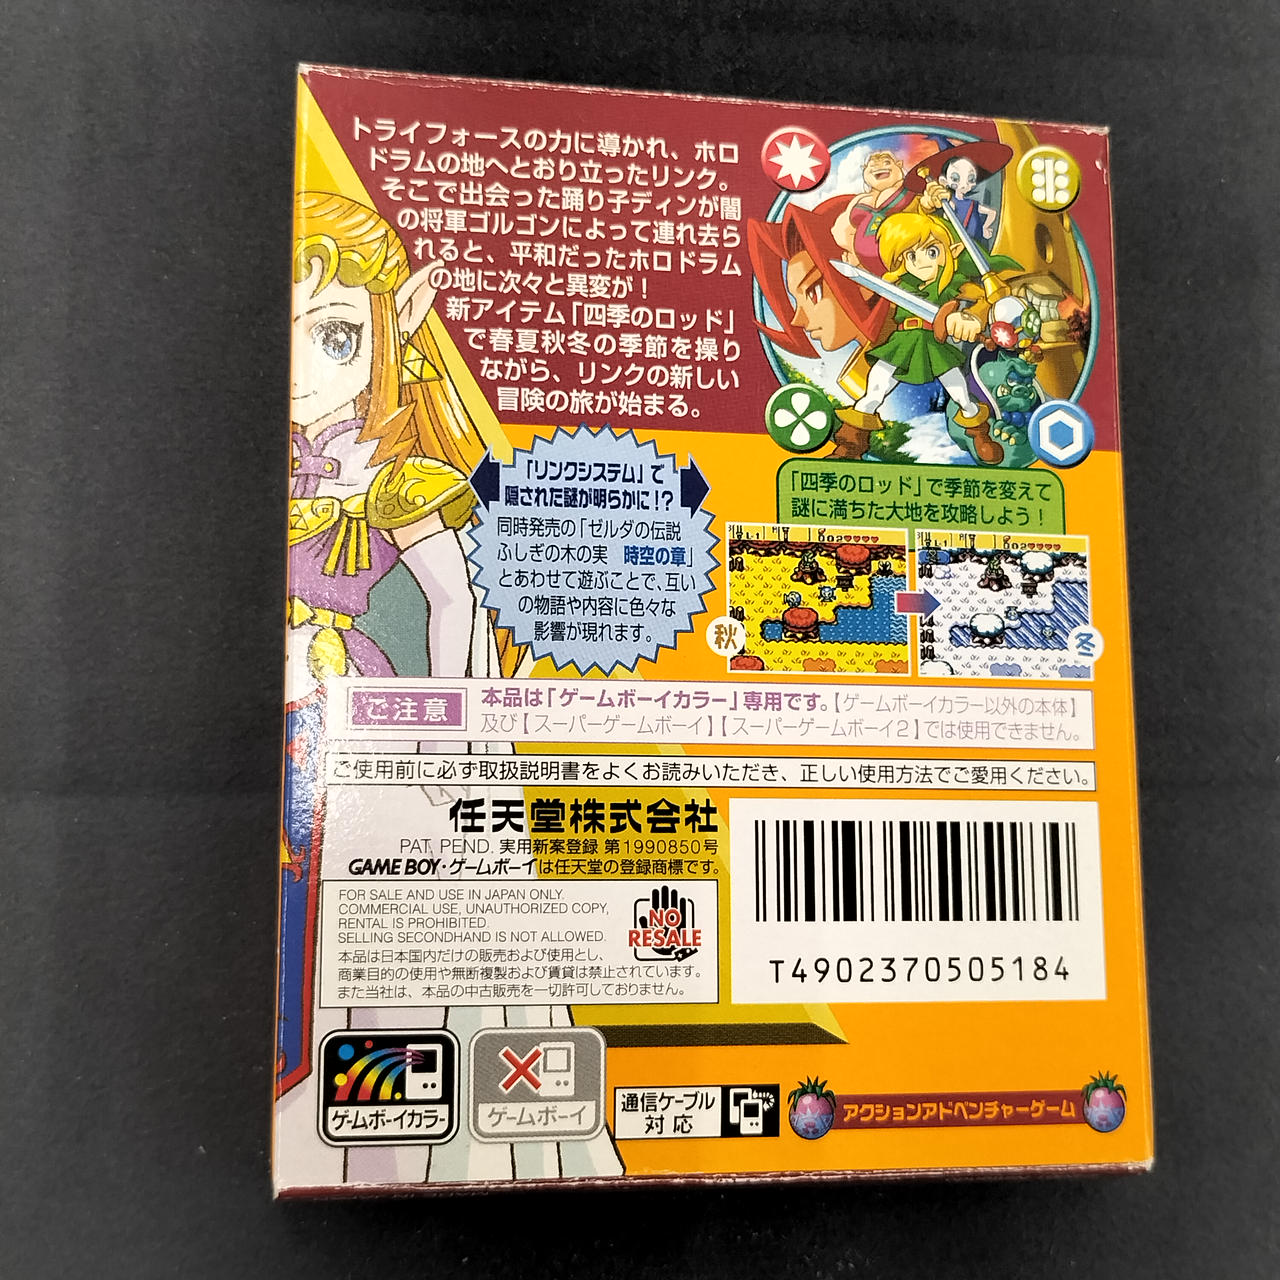 トライフォースの力に導かれ、ホロ
ドラムの地へとおり立ったリンク。
そこで出会った踊り子ディンが闇
の将軍ゴルゴンによって連れ去ら
れると、平和だったホロドラム
の地に次々と異変が！
新アイテム「四季のロッド」
で春夏秋冬の季節を操り
ながら、リンクの新しい
冒険の旅が始まる。
「リンクシステム」で
隠された謎が明らかに!?
同時発売の「ゼルダの伝説
ふしぎの木の実　時空の章」
とあわせて遊ぶことで、互い
の物語や内容に色々な
影響が現れます。
「四季のロッド」で季節を変えて
謎に満ちた大地を攻略しよう！
秋
冬
ご注意
本品は「ゲームボーイカラー」専用です。【ゲームボーイカラー以外の本体】
及び【スーパーゲームボーイ】【スーパーゲームボーイ2】では使用できません。
ご使用前に必ず取扱説明書をよくお読みいただき、正しい使用方法でご愛用ください。
任天堂株式会社
PAT. PEND. 実用新案登録 第1990850号
GAME BOY・ゲームボーイは任天堂の登録商標です。
FOR SALE AND USE IN JAPAN ONLY.
COMMERCIAL USE, UNAUTHORIZED COPY,
RENTAL IS PROHIBITED.
SELLING SECONDHAND IS NOT ALLOWED.
本品は日本国内だけの販売および使用とし、
商業目的の使用や無断複製および賃貸は禁止されています。
また当社は、本品の中古販売を一切許可しておりません。
NO
RESALE
T4902370505184
ゲームボーイカラー
ゲームボーイ
通信ケーブル
対応
アクションアドベンチャーゲーム